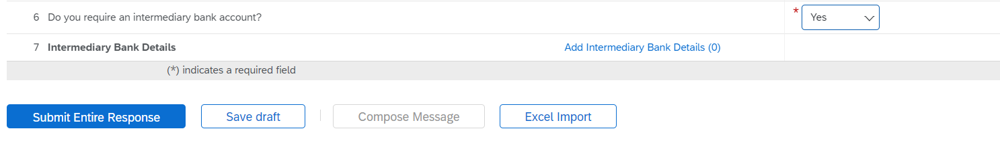 6 Do you require an intermediary bank account? * Yes
7 Intermediary Bank Details Add Intermediary Bank Details (0)
(*) indicates a required field
Submit Entire Response Save draft Compose Message Excel Import